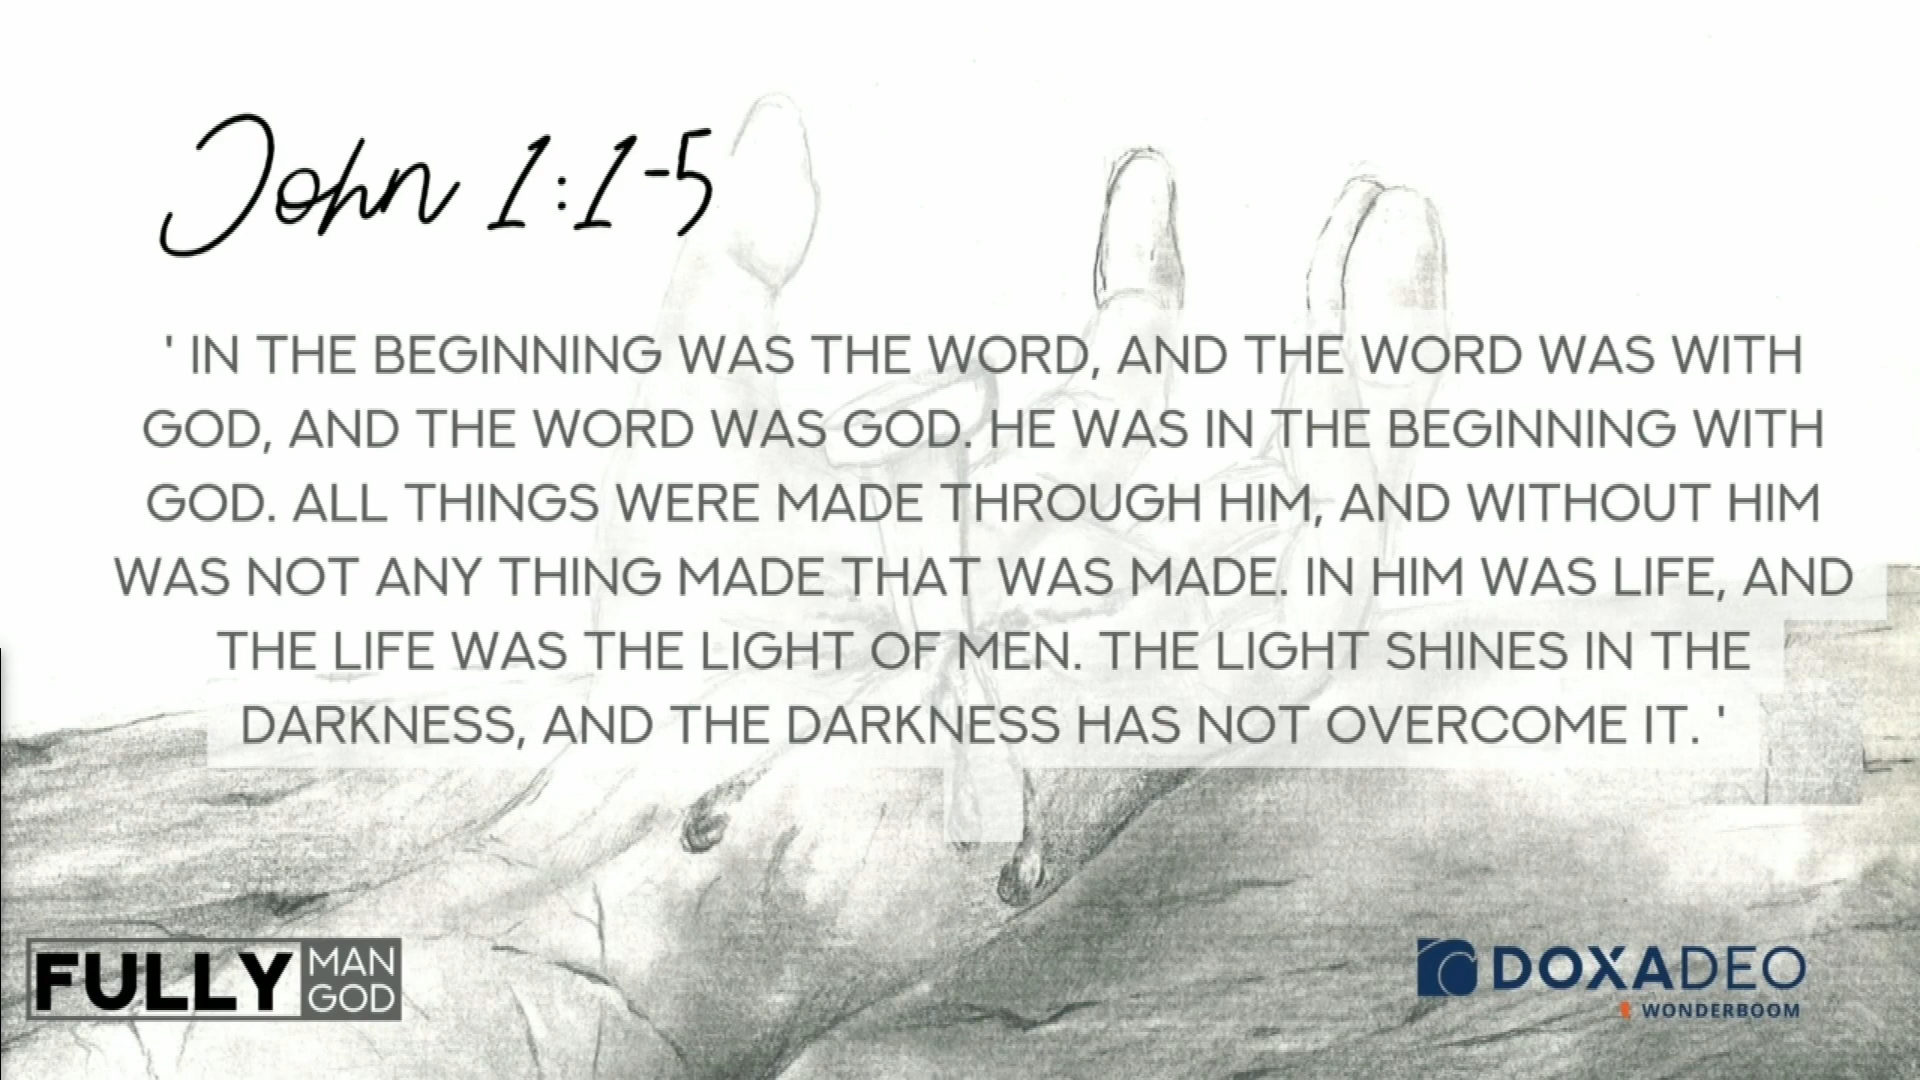 John 1:1-5
' IN THE BEGINNING WAS THE WORD, AND THE WORD WAS WITH
GOD, AND THE WORD WAS GOD. HE WAS IN THE BEGINNING WITH
GOD. ALL THINGS WERE MADE THROUGH HIM, AND WITHOUT HIM
WAS NOT ANY THING MADE THAT WAS MADE. IN HIM WAS LIFE, AND
THE LIFE WAS THE LIGHT OF MEN. THE LIGHT SHINES IN THE
DARKNESS, AND THE DARKNESS HAS NOT OVERCOME IT. '
FULLY MAN
GOD
DOXADEO
WONDERBOOM